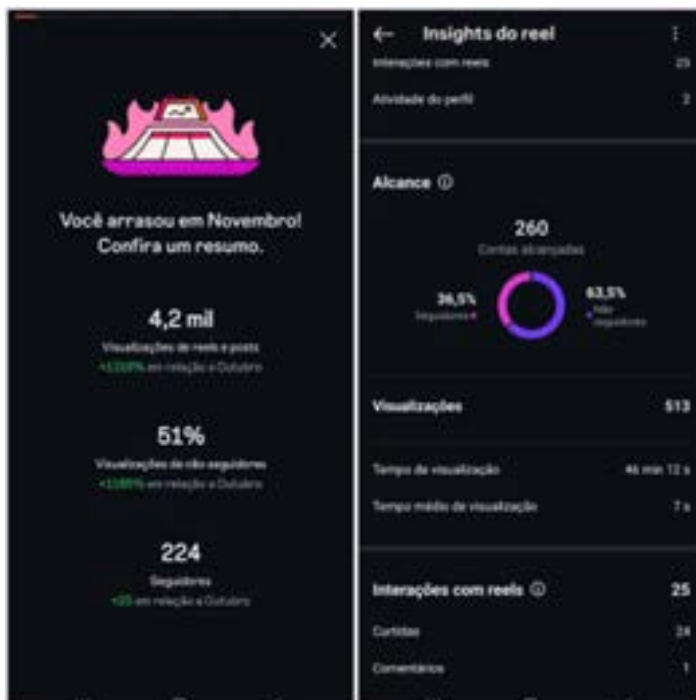 Você arrasou em Novembro!
Confira um resumo.
4,2 mil
Visualizações de reels e posts
em relação a Outubro
51%
Visualizações de não seguidores
em relação a Outubro
224
Seguidores
em relação a Outubro
Insights do reel
Interações com reels 25
Atividade do perfil
Alcance
260
Contas alcançadas
36,5%
Seguidores
63,5%
Não
seguidores
Visualizações 513
Tempo de visualização 46 min 12 s
Tempo médio de visualização 7 s
Interações com reels 25
Curtidas 24
Comentários 1